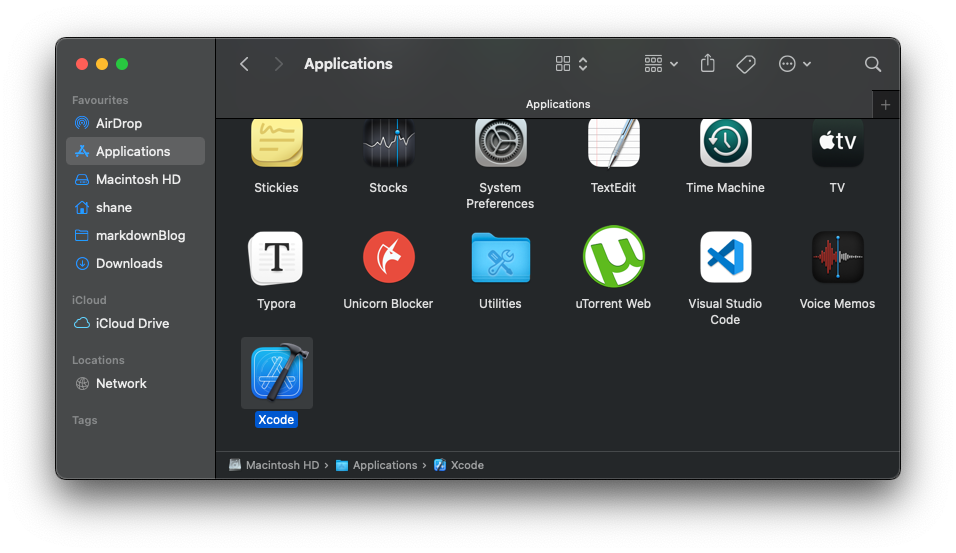 Applications
Applications
+
Favourites
AirDrop
Applications
Macintosh HD
shane
markdownBlog
Downloads
iCloud
iCloud Drive
Locations
Network
Tags
tv
Stickies
Stocks
System
Preferences
TextEdit
Time Machine
TV
T
µ
Typora
Unicorn Blocker
Utilities
uTorrent Web
Visual Studio
Code
Voice Memos
Xcode
Macintosh HD › Applications › Xcode